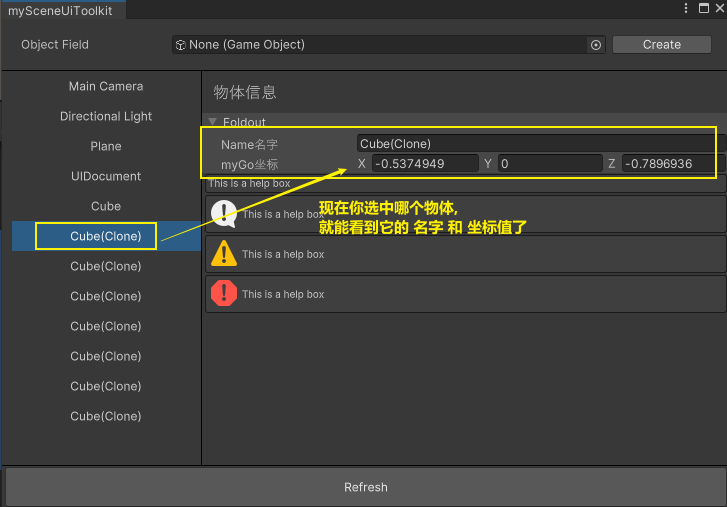 mySceneUiToolkit
Object Field
None (Game Object)
Create
Main Camera
Directional Light
Plane
UIDocument
Cube
Cube(Clone)
Cube(Clone)
Cube(Clone)
Cube(Clone)
Cube(Clone)
Cube(Clone)
Cube(Clone)
物体信息
Foldout
Name名字 Cube(Clone)
myGo坐标 X -0.5374949 Y 0 Z -0.7896936
This is a help box
This is a help box
This is a help box
This is a help box
现在你选中哪个物体,
就能看到它的 名字 和 坐标值了
Refresh